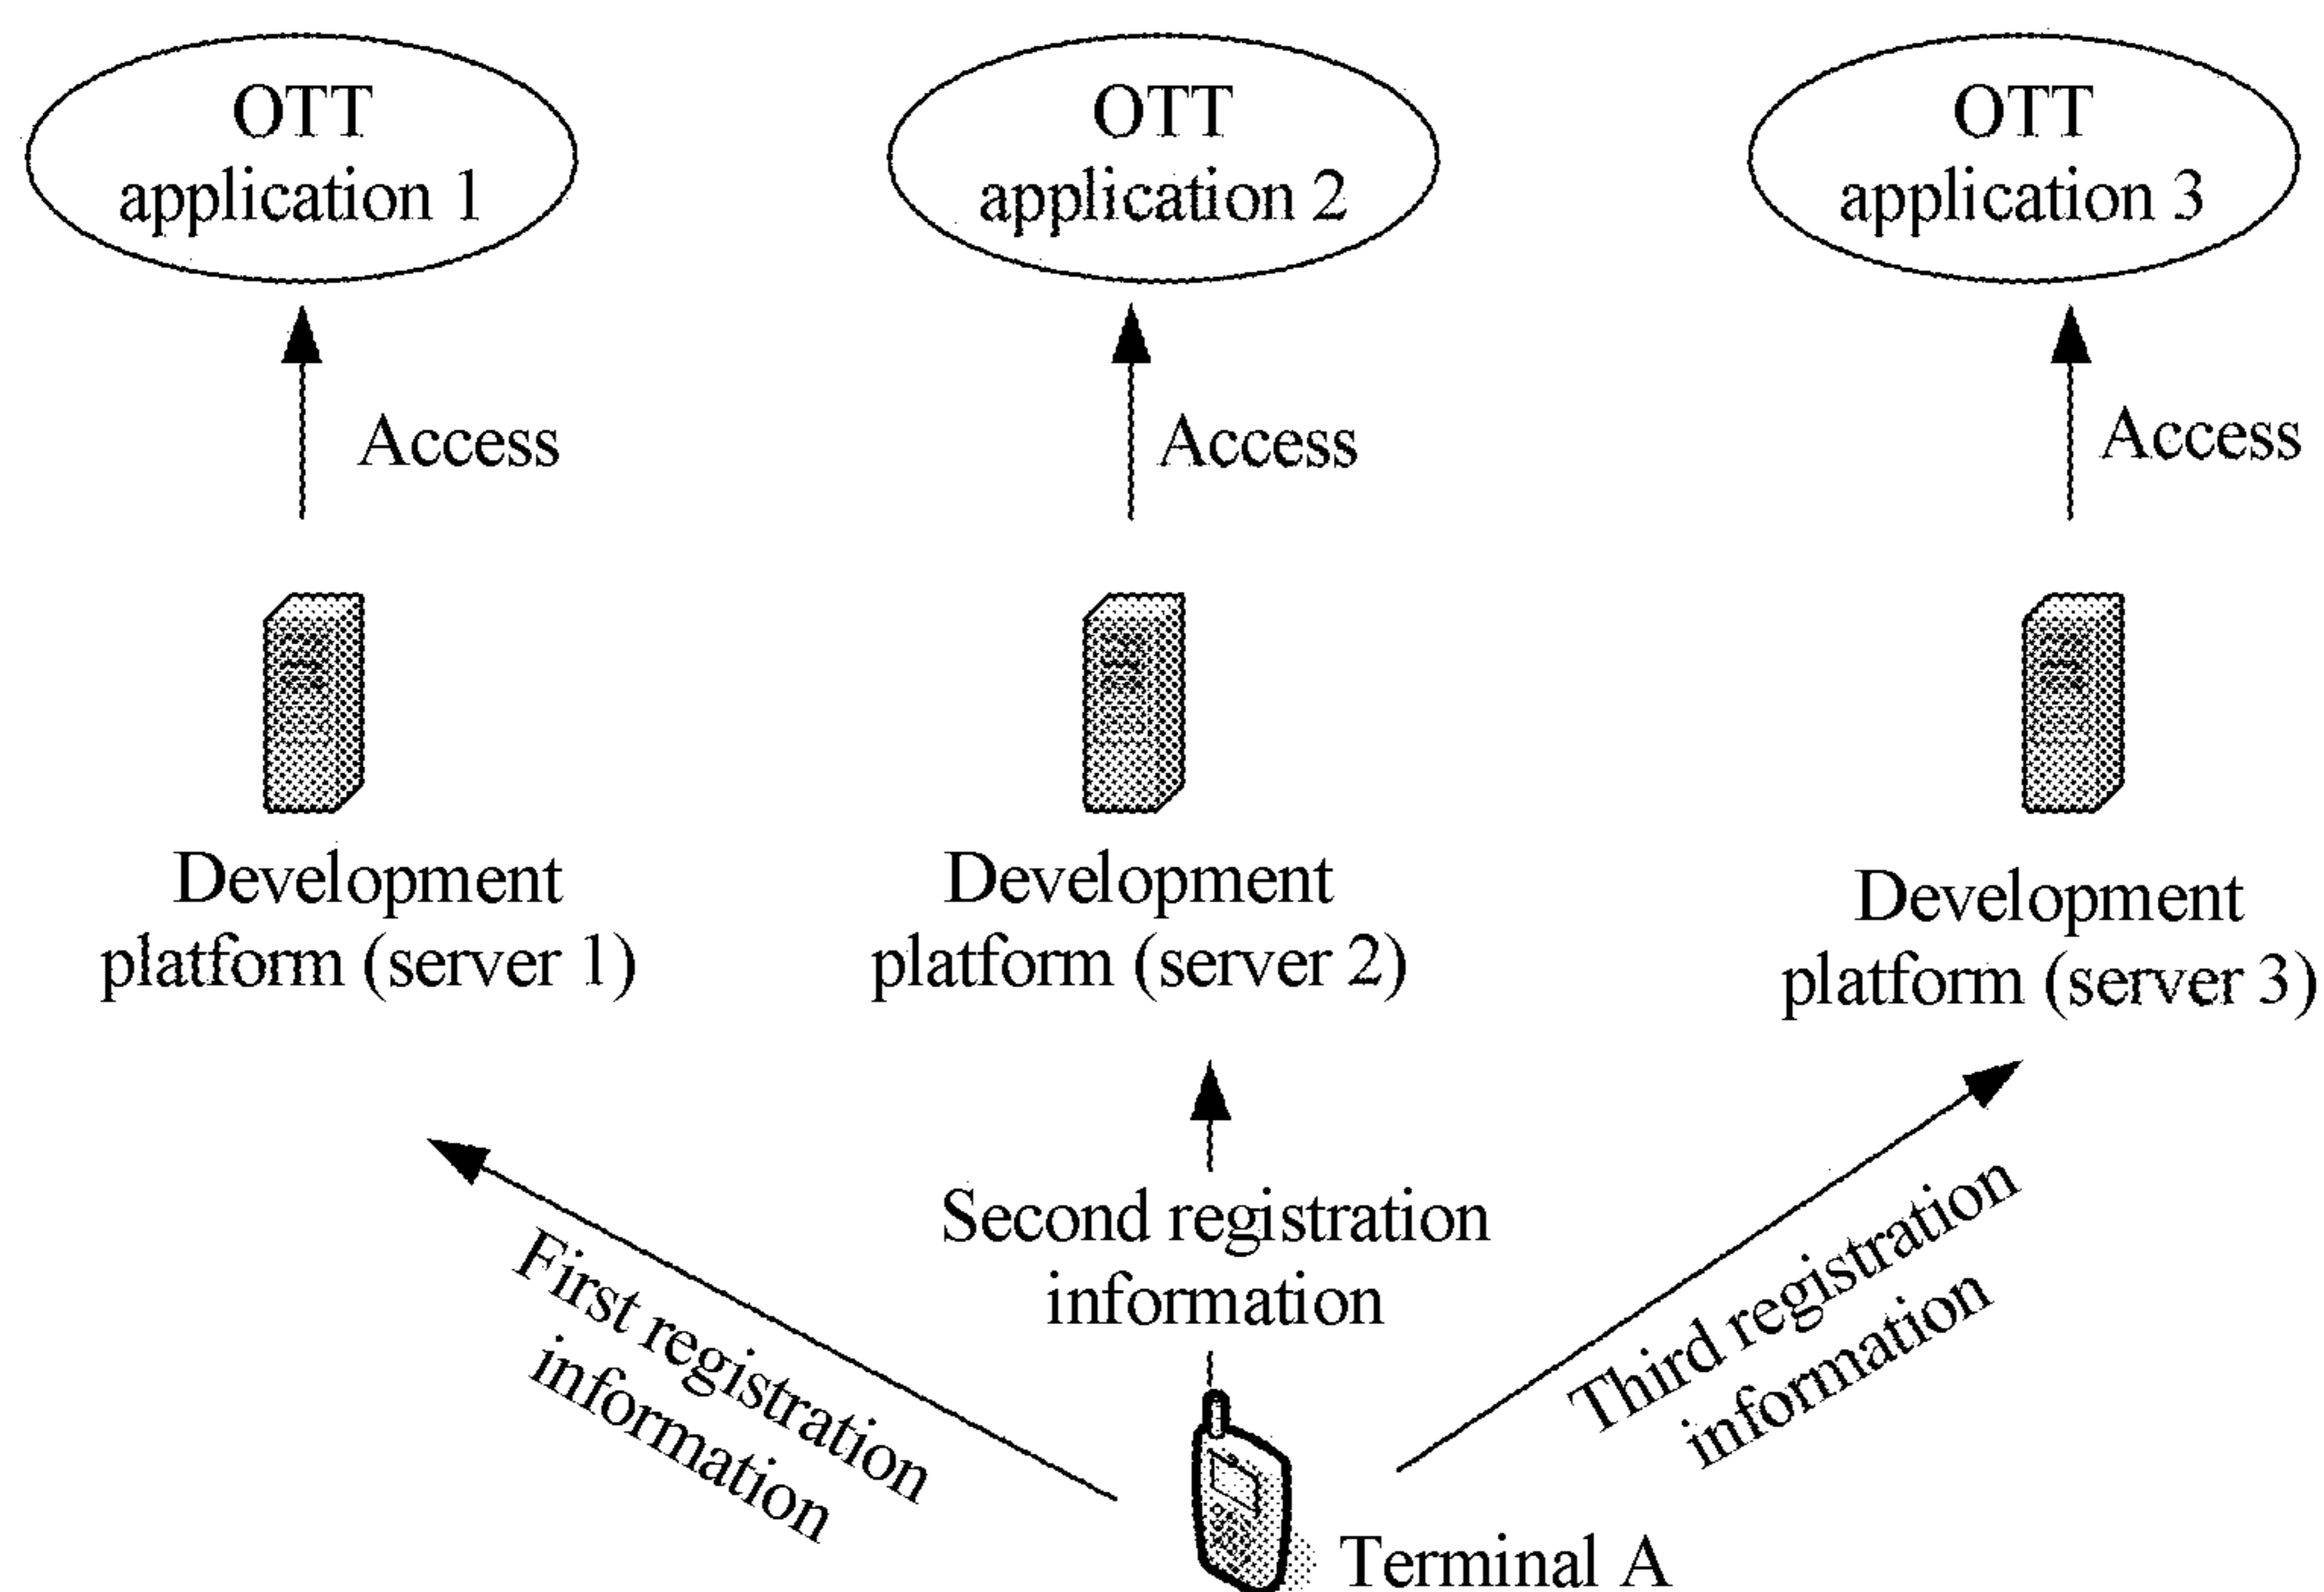 OTT
application 1
OTT
application 2
OTT
application 3
Access
Access
Access
Development
platform (server 1)
Development
platform (server 2)
Development
platform (server 3)
First registration
information
Second registration
information
Third registration
information
Terminal A